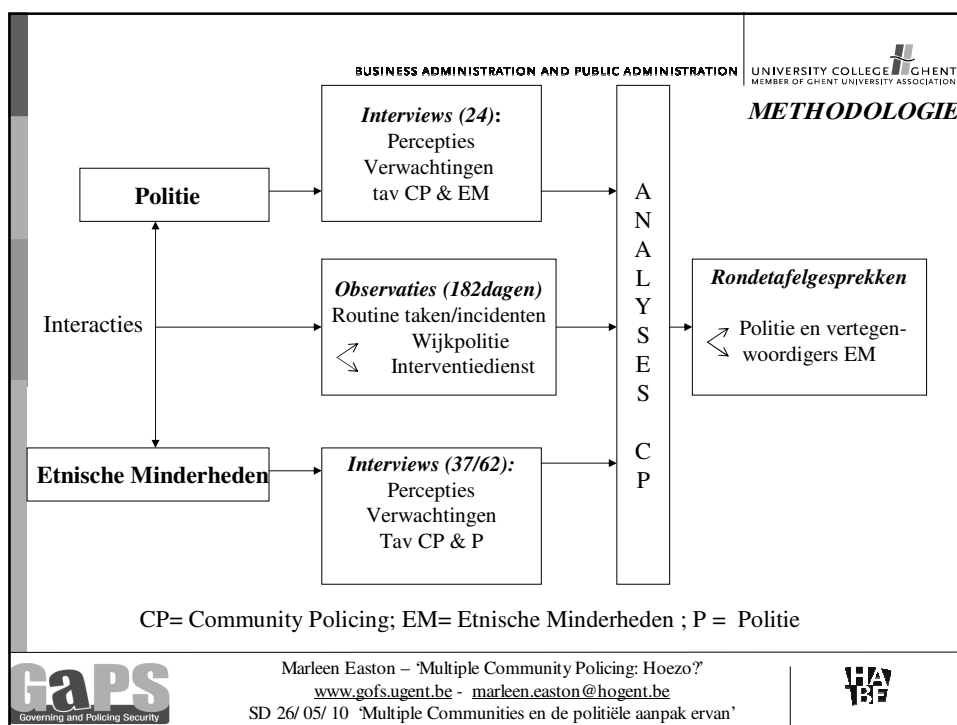 BUSINESS ADMINISTRATION AND PUBLIC ADMINISTRATION
UNIVERSITY COLLEGE GHENT
MEMBER OF GHENT UNIVERSITY ASSOCIATION
METHODOLOGIE
Politie
Interacties
Etnische Minderheden
Interviews (24):
Percepties
Verwachtingen
tav CP & EM
Observaties (182dagen)
Routine taken/incidenten
Wijkpolitie
Interventiedienst
Interviews (37/62):
Percepties
Verwachtingen
Tav CP & P
A
N
A
L
Y
S
E
S
C
P
Rondetafelgesprekken
Politie en vertegen-
woordigers EM
CP= Community Policing; EM= Etnische Minderheden ; P = Politie
GaPS
Governing and Policing Security
Marleen Easton – ‘Multiple Community Policing: Hoezo?’
www.gofs.ugent.be - marleen.easton@hogent.be
SD 26/ 05/ 10 ‘Multiple Communities en de politiële aanpak ervan’
HA
BE